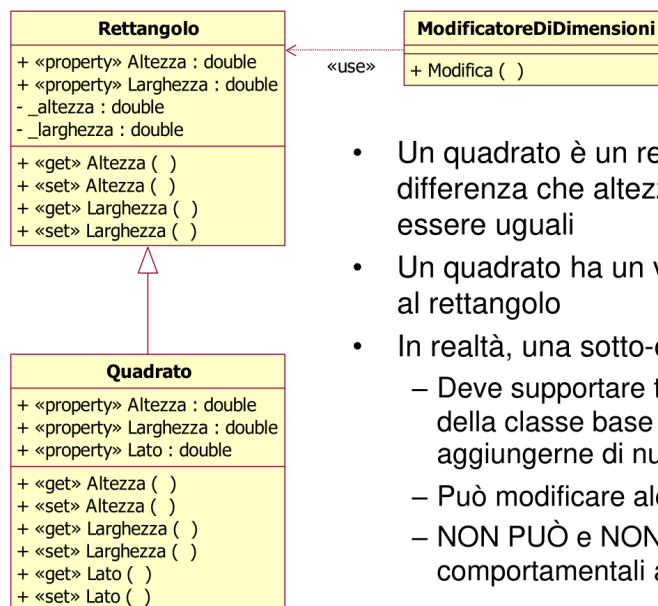 Rettangolo
+ «property» Altezza : double
+ «property» Larghezza : double
- _altezza : double
- _larghezza : double
+ «get» Altezza ( )
+ «set» Altezza ( )
+ «get» Larghezza ( )
+ «set» Larghezza ( )
«use»
ModificatoreDiDimensioni
+ Modifica ( )
Quadrato
+ «property» Altezza : double
+ «property» Larghezza : double
+ «property» Lato : double
+ «get» Altezza ( )
+ «set» Altezza ( )
+ «get» Larghezza ( )
+ «set» Larghezza ( )
+ «get» Lato ( )
+ «set» Lato ( )
• Un quadrato è un re
differenza che altez
essere uguali
• Un quadrato ha un v
al rettangolo
• In realtà, una sotto-
– Deve supportare t
della classe base
aggiungerne di nu
– Può modificare al
– NON PUÒ e NON
comportamentali a